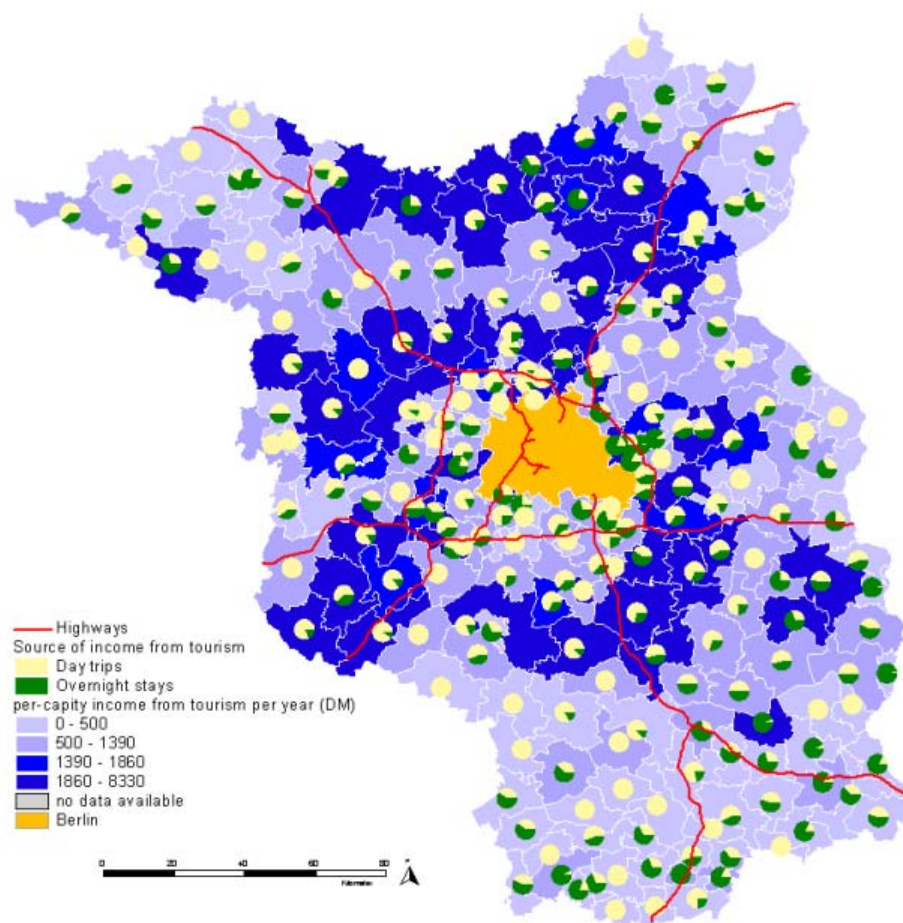 Highways
Source of income from tourism
Day trips
Overnight stays
per-capity income from tourism per year (DM)
0 - 500
500 - 1390
1390 - 1860
1860 - 8330
no data available
Berlin
0 20 40 60 80
Kilometers